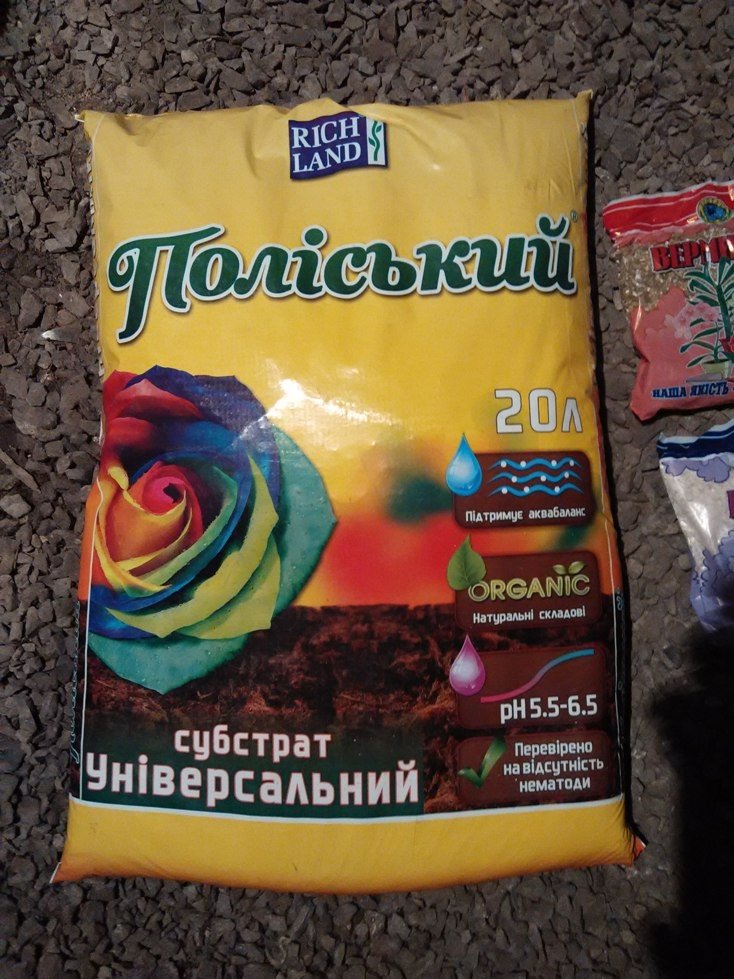 RICH
LAND
Поліський®
20л
Підтримує аквабаланс
ORGANIC
Натуральні складові
pH 5.5-6.5
Перевірено
на відсутність
нематоди
субстрат
Універсальний
НАША ЯКІСТЬ